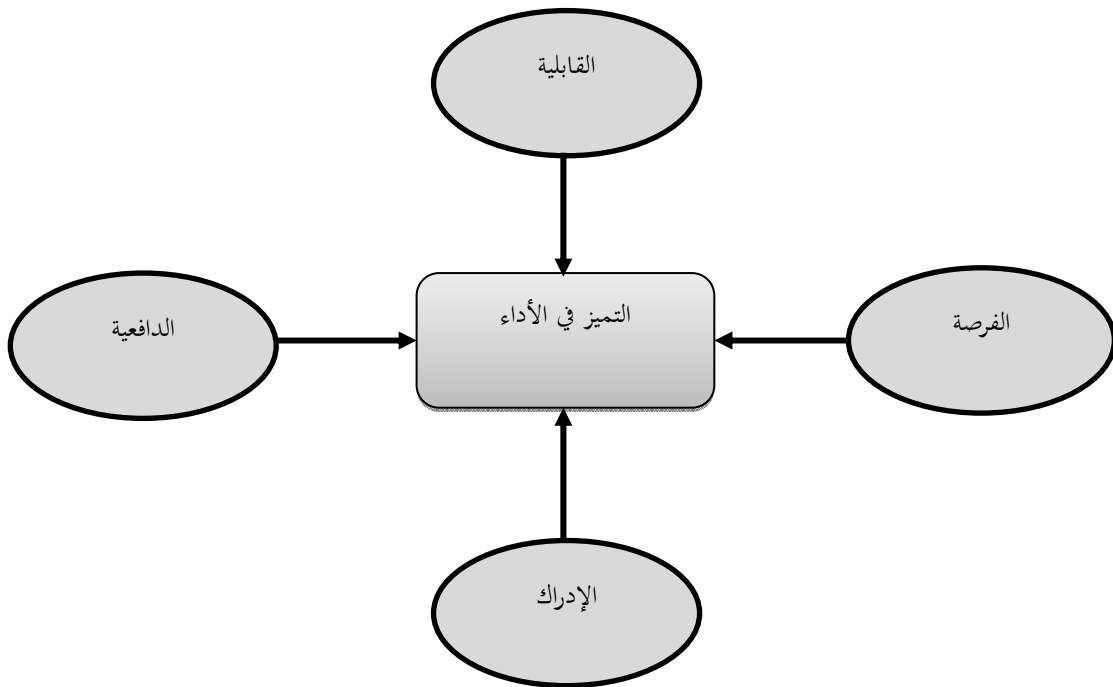 القابلية
الفرصة
التميز في الأداء
الدافعية
الإدراك